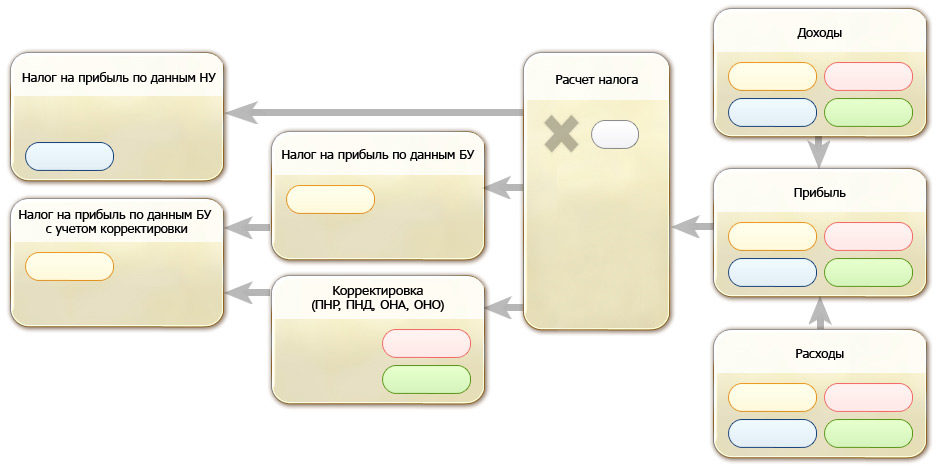 Доходы
Налог на прибыль по данным НУ
Расчет налога
Налог на прибыль по данным БУ
Прибыль
Налог на прибыль по данным БУ
с учетом корректировки
Корректировка
(ПНР, ПНД, ОНА, ОНО)
Расходы